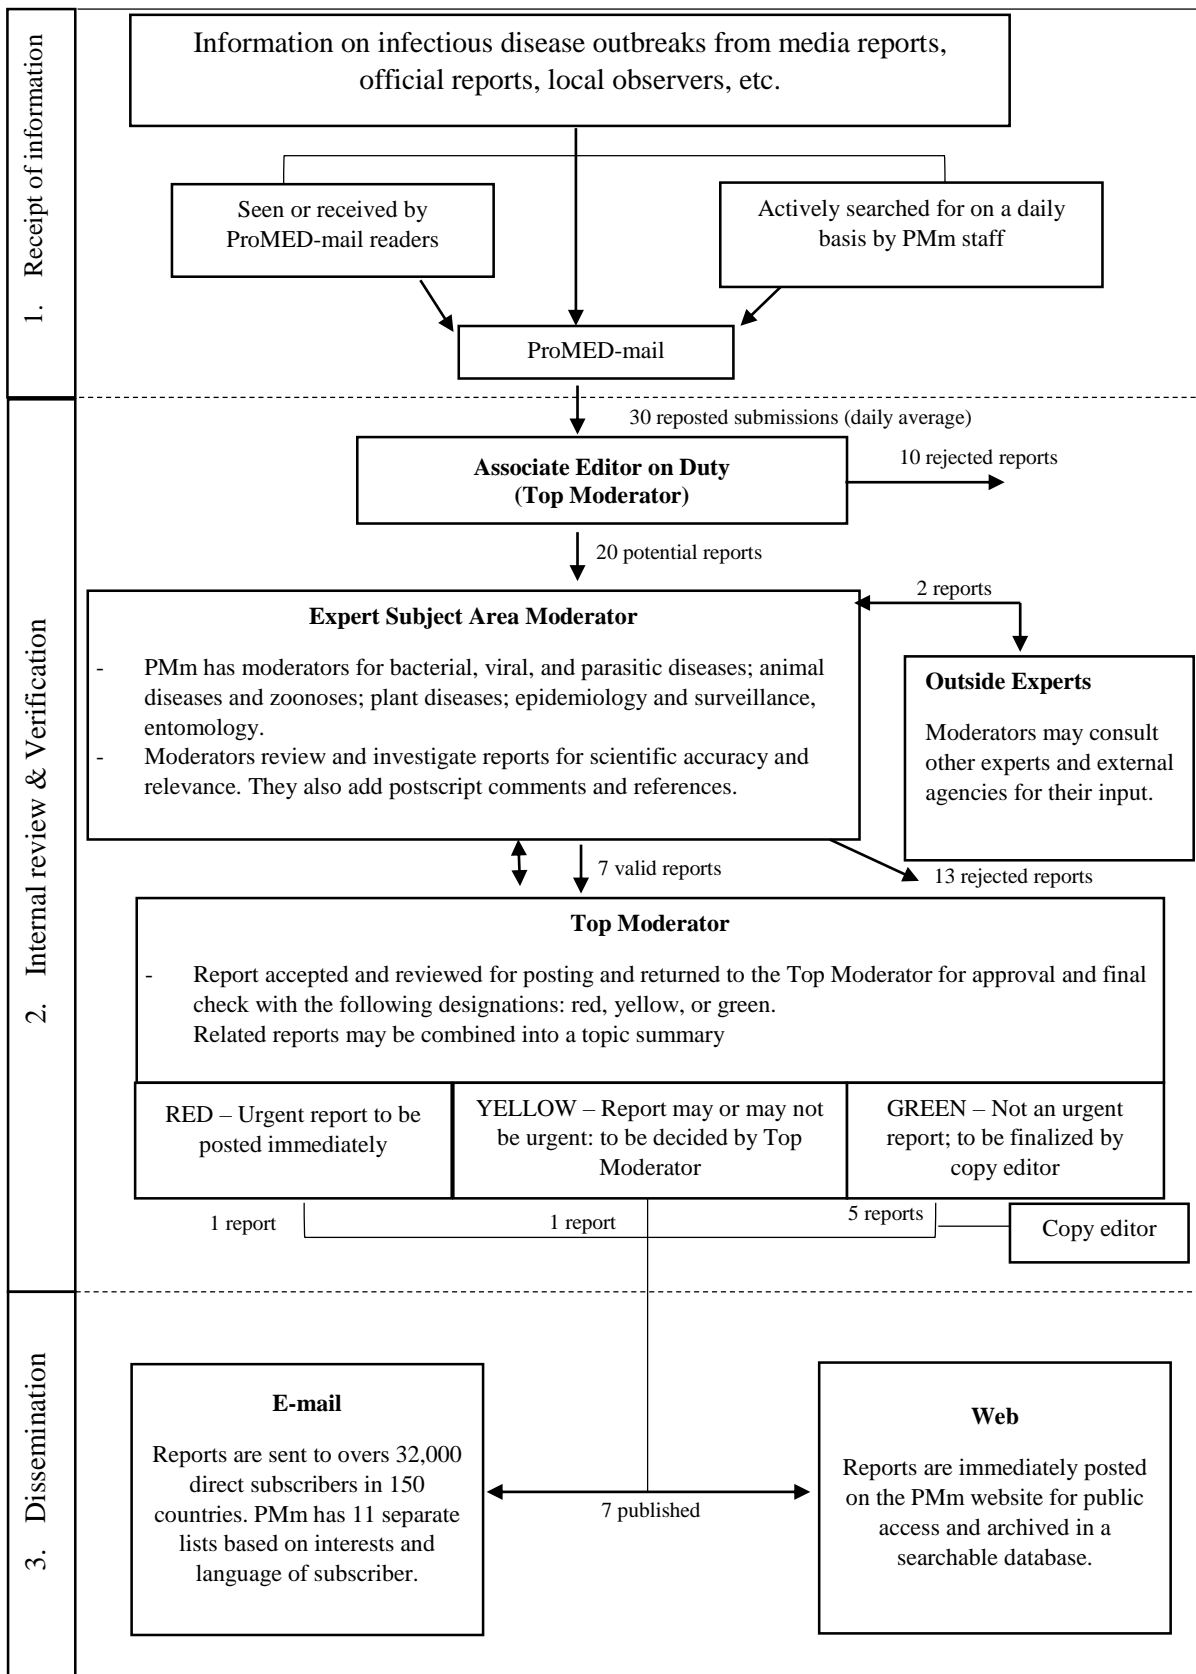 1. Receipt of information
Information on infectious disease outbreaks from media reports,
official reports, local observers, etc.
Seen or received by
ProMED-mail readers
Actively searched for on a daily
basis by PMm staff
ProMED-mail
2. Internal review & Verification
30 reposted submissions (daily average)
Associate Editor on Duty
(Top Moderator)
10 rejected reports
20 potential reports
Expert Subject Area Moderator
- PMm has moderators for bacterial, viral, and parasitic diseases; animal
diseases and zoonoses; plant diseases; epidemiology and surveillance,
entomology.
- Moderators review and investigate reports for scientific accuracy and
relevance. They also add postscript comments and references.
2 reports
Outside Experts
Moderators may consult
other experts and external
agencies for their input.
7 valid reports
13 rejected reports
Top Moderator
- Report accepted and reviewed for posting and returned to the Top Moderator for approval and final
check with the following designations: red, yellow, or green.
Related reports may be combined into a topic summary
RED – Urgent report to be
posted immediately
YELLOW – Report may or may not
be urgent: to be decided by Top
Moderator
GREEN – Not an urgent
report; to be finalized by
copy editor
1 report
1 report
5 reports
Copy editor
3. Dissemination
E-mail
Reports are sent to overs 32,000
direct subscribers in 150
countries. PMm has 11 separate
lists based on interests and
language of subscriber.
7 published
Web
Reports are immediately posted
on the PMm website for public
access and archived in a
searchable database.